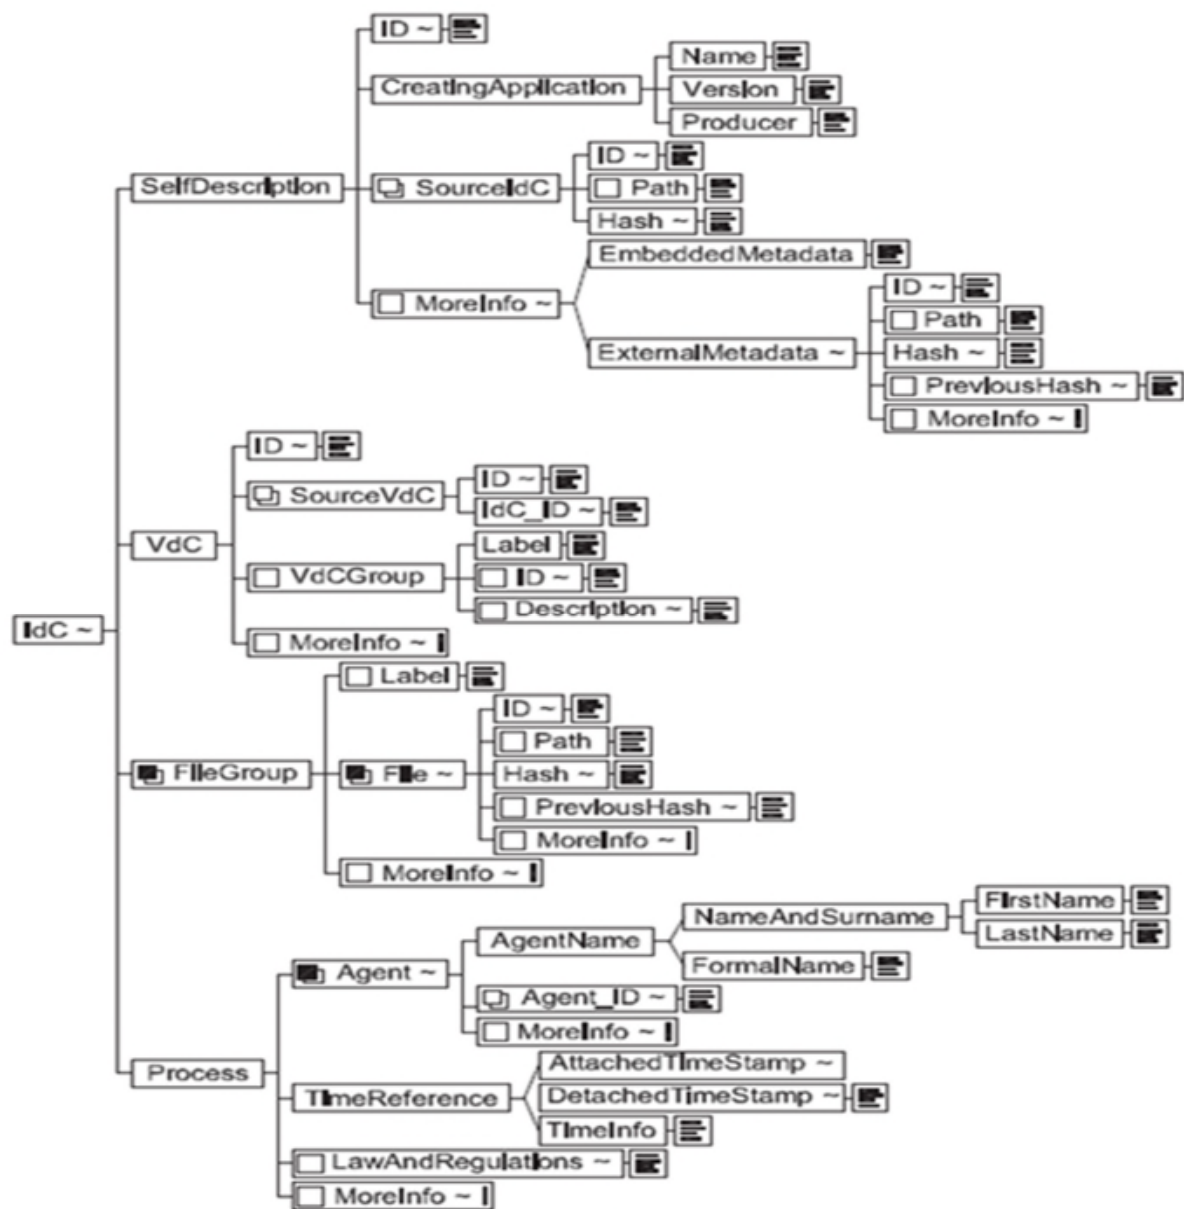 ID ~
CreatingApplication
Name
Version
Producer
SelfDescription
SourceIdC
ID ~
Path
Hash ~
MoreInfo ~
EmbeddedMetadata
ExternalMetadata ~
ID ~
Path
Hash ~
PreviousHash ~
MoreInfo ~
IdC ~
VdC
ID ~
SourceVdC
ID ~
IdC_ID ~
VdCGroup
Label
ID ~
Description ~
MoreInfo ~
FileGroup
Label
File ~
ID ~
Path
Hash ~
PreviousHash ~
MoreInfo ~
MoreInfo ~
Process
Agent ~
AgentName
NameAndSurname
FirstName
LastName
FormalName
Agent_ID ~
MoreInfo ~
TimeReference
AttachedTimeStamp ~
DetachedTimeStamp ~
TimeInfo
LawAndRegulations ~
MoreInfo ~